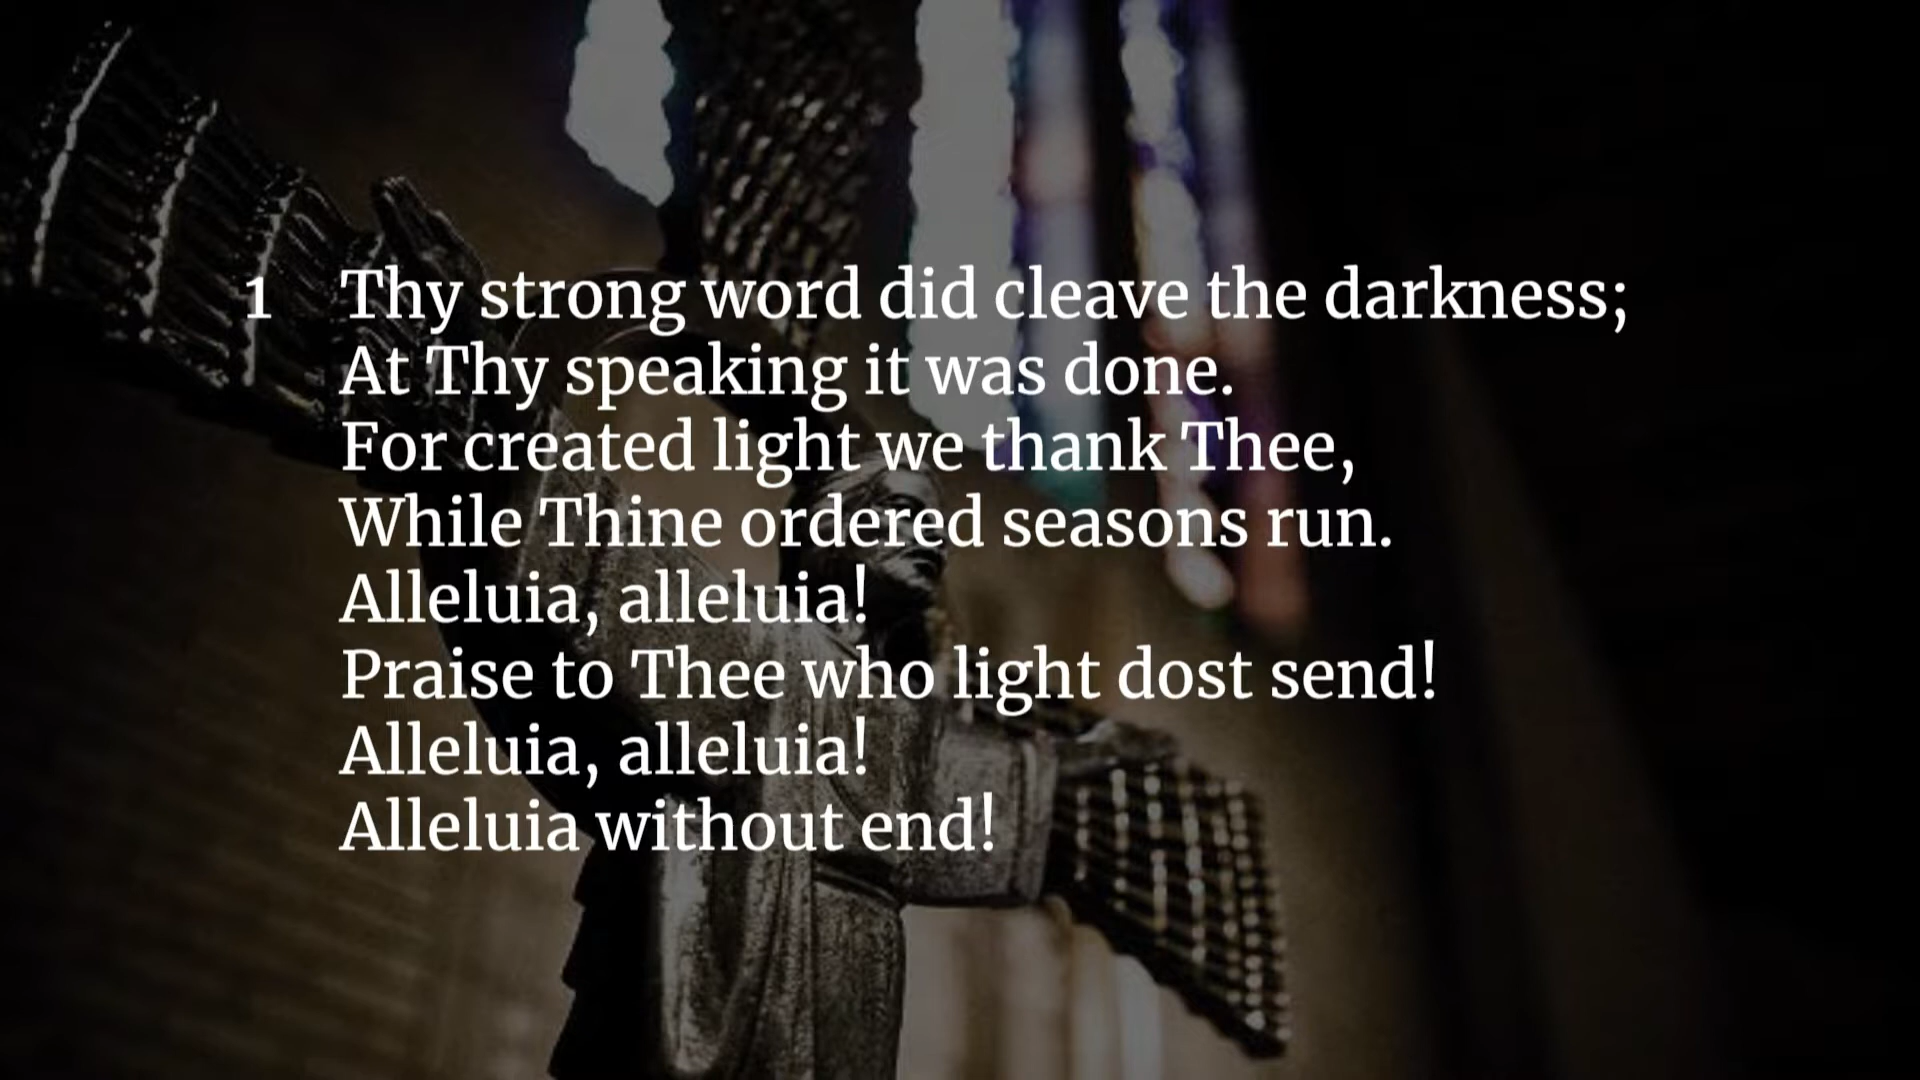 1 Thy strong word did cleave the darkness;
At Thy speaking it was done.
For created light we thank Thee,
While Thine ordered seasons run.
Alleluia, alleluia!
Praise to Thee who light dost send!
Alleluia, alleluia!
Alleluia without end!